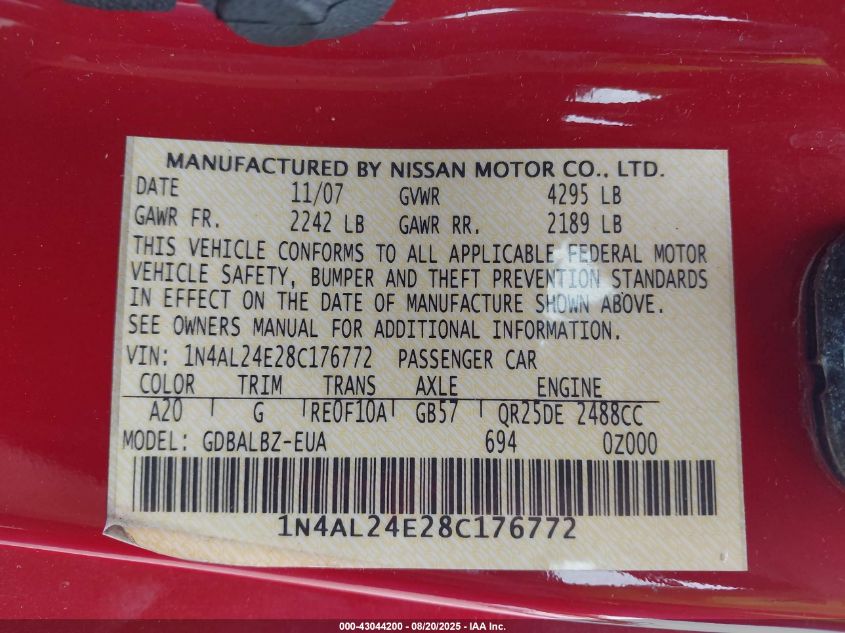 MANUFACTURED BY NISSAN MOTOR CO., LTD.
DATE 11/07 GVWR 4295 LB
GAWR FR. 2242 LB GAWR RR. 2189 LB
THIS VEHICLE CONFORMS TO ALL APPLICABLE FEDERAL MOTOR
VEHICLE SAFETY, BUMPER AND THEFT PREVENTION STANDARDS
IN EFFECT ON THE DATE OF MANUFACTURE SHOWN ABOVE.
SEE OWNERS MANUAL FOR ADDITIONAL INFORMATION.
VIN: 1N4AL24E28C176772 PASSENGER CAR
COLOR TRIM TRANS AXLE ENGINE
A20 G RE0F10A GB57 QR25DE 2488CC
MODEL: GDBALBZ-EUA 694 0Z000
1N4AL24E28C176772
000-43044200 - 08/20/2025 - IAA Inc.